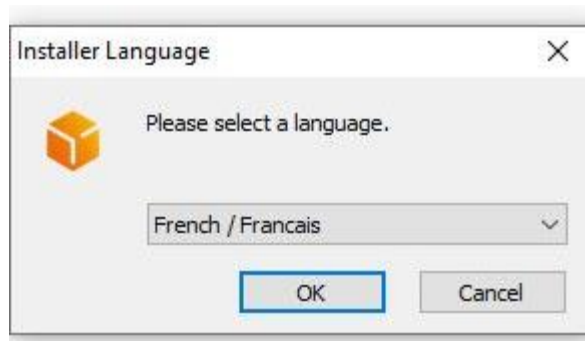 Installer Language
Please select a language.
French / Francais
OK
Cancel